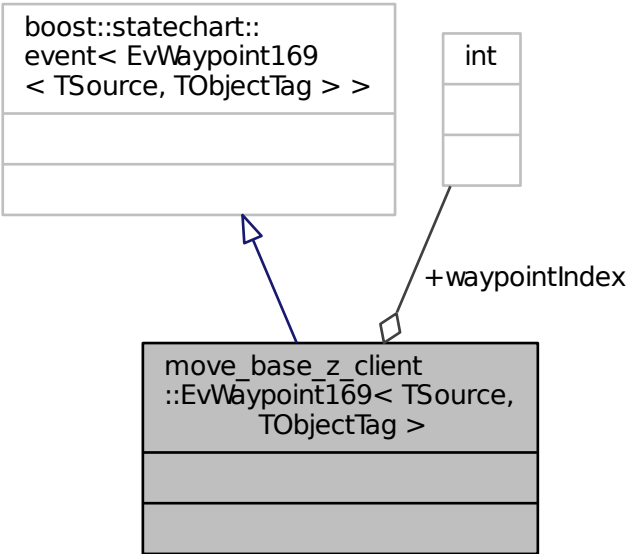 boost::statechart::
event< EvWaypoint169
< TSource, TObjectTag > >
int
+waypointIndex
move_base_z_client
::EvWaypoint169< TSource,
TObjectTag >